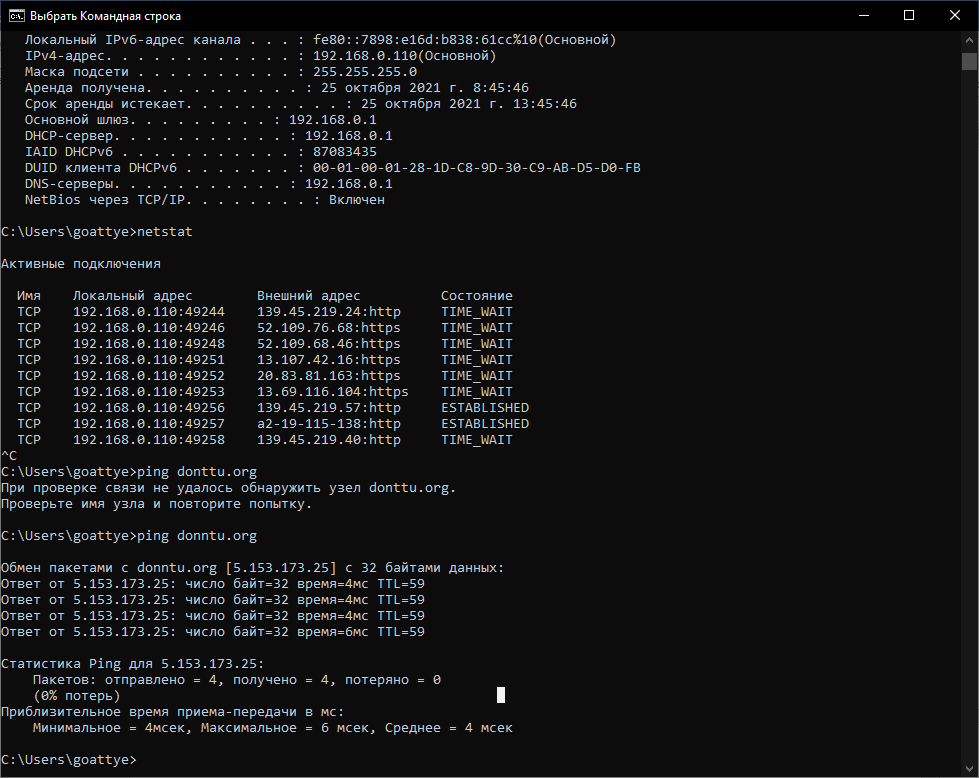 Выбрать Командная строка
Локальный IPv6-адрес канала . . . : fe80::7898:e16d:b838:61cc%10(Основной)
IPv4-адрес. . . . . . . . . . . . : 192.168.0.110(Основной)
Маска подсети . . . . . . . . . . : 255.255.255.0
Аренда получена. . . . . . . . . . : 25 октября 2021 г. 8:45:46
Срок аренды истекает. . . . . . . . . . : 25 октября 2021 г. 13:45:46
Основной шлюз. . . . . . . . . : 192.168.0.1
DHCP-сервер. . . . . . . . . . . : 192.168.0.1
IAID DHCPv6 . . . . . . . . . . . : 87083435
DUID клиента DHCPv6 . . . . . . . : 00-01-00-01-28-1D-C8-9D-30-C9-AB-D5-D0-FB
DNS-серверы. . . . . . . . . . . : 192.168.0.1
NetBios через TCP/IP. . . . . . . . : Включен
C:\Users\goattye>netstat
Активные подключения
Имя Локальный адрес Внешний адрес Состояние
TCP 192.168.0.110:49244 139.45.219.24:http TIME_WAIT
TCP 192.168.0.110:49246 52.109.76.68:https TIME_WAIT
TCP 192.168.0.110:49248 52.109.68.46:https TIME_WAIT
TCP 192.168.0.110:49251 13.107.42.16:https TIME_WAIT
TCP 192.168.0.110:49252 20.83.81.163:https TIME_WAIT
TCP 192.168.0.110:49253 13.69.116.104:https TIME_WAIT
TCP 192.168.0.110:49256 139.45.219.57:http ESTABLISHED
TCP 192.168.0.110:49257 a2-19-115-138:http ESTABLISHED
TCP 192.168.0.110:49258 139.45.219.40:http TIME_WAIT
^C
C:\Users\goattye>ping donttu.org
При проверке связи не удалось обнаружить узел donttu.org.
Проверьте имя узла и повторите попытку.
C:\Users\goattye>ping donntu.org
Обмен пакетами с donntu.org [5.153.173.25] с 32 байтами данных:
Ответ от 5.153.173.25: число байт=32 время=4мс TTL=59
Ответ от 5.153.173.25: число байт=32 время=4мс TTL=59
Ответ от 5.153.173.25: число байт=32 время=4мс TTL=59
Ответ от 5.153.173.25: число байт=32 время=6мс TTL=59
Статистика Ping для 5.153.173.25:
Пакетов: отправлено = 4, получено = 4, потеряно = 0
(0% потерь)
Приблизительное время приема-передачи в мс:
Минимальное = 4мсек, Максимальное = 6 мсек, Среднее = 4 мсек
C:\Users\goattye>